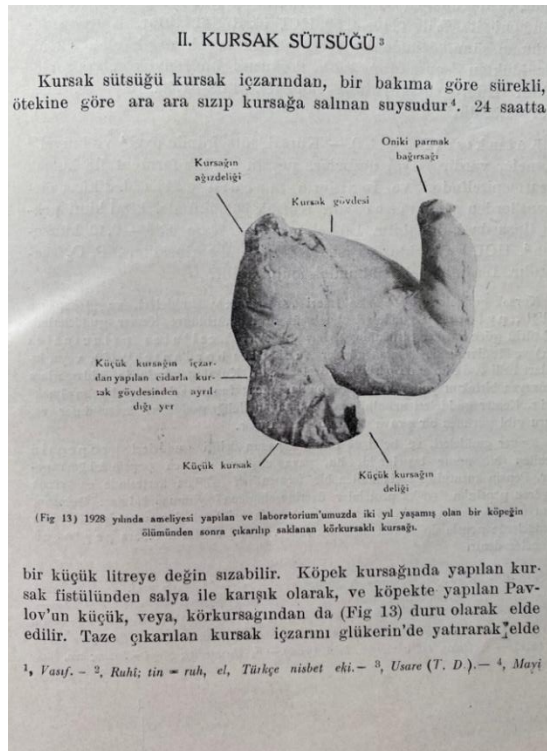 II. KURSAK SÜTSÜĞÜ³
Kursak sütsüğü kursak içzarından, bir bakıma göre sürekli,
ötekine göre ara ara sızıp kursağa salınan suysudur⁴. 24 saatta
Oniki parmak
bağırsağı
Kursağın
ağızdeliği
Kursak gövdesi
Küçük kursağın içzar-
dan yapılan cidarla kur-
sak gövdesinden ayrıl-
dığı yer
Küçük kursak
Küçük kursağın
deliği
(Fig 13) 1928 yılında ameliyesi yapılan ve laboratorium'umuzda iki yıl yaşamış olan bir köpeğin
ölümünden sonra çıkarılıp saklanan körkursaklı kursağı.
bir küçük litreye değin sızabilir. Köpek kursağında yapılan kur-
sak fistülünden salya ile karışık olarak, ve köpekte yapılan Pav-
lov'un küçük, veya, körkursagından da (Fig 13) duru olarak elde
edilir. Taze çıkarılan kursak içzarını glükerin'de yatırarak elde
¹, Vasıf. - ², Ruhî; tin = ruh, el, Türkçe nisbet eki.- ³, Usare (T. D.).- ⁴, Mayi